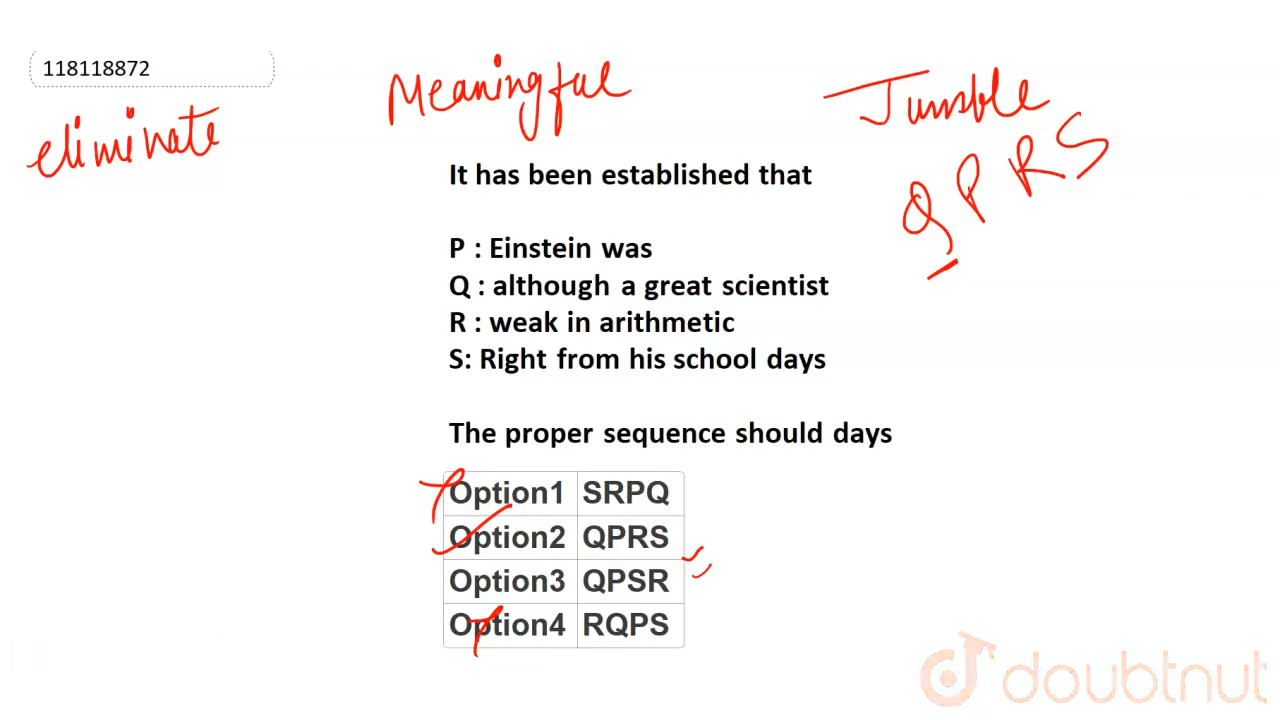 118118872
Meaningful
Jumble
eliminate
Q P R S
It has been established that
P : Einstein was
Q : although a great scientist
R : weak in arithmetic
S: Right from his school days
The proper sequence should days
Option1 SRPQ
Option2 QPRS
Option3 QPSR
Option4 RQPS
doubtnut